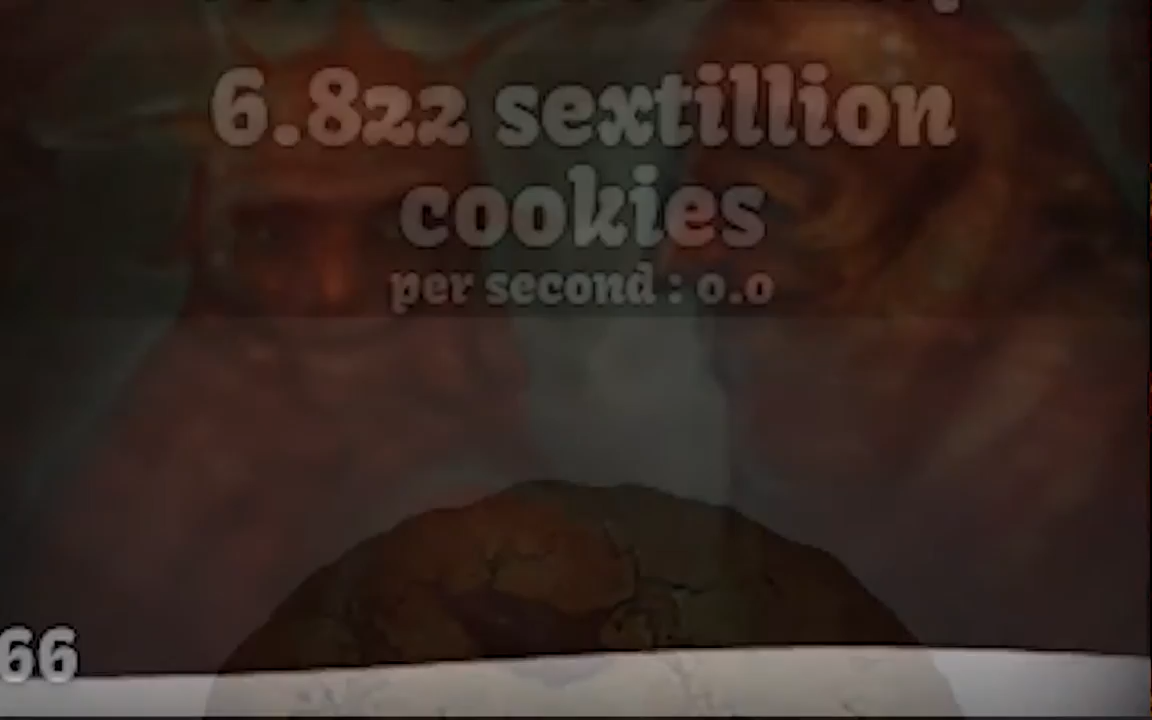 6.822 sextillion
cookies
per second : 0.0
66